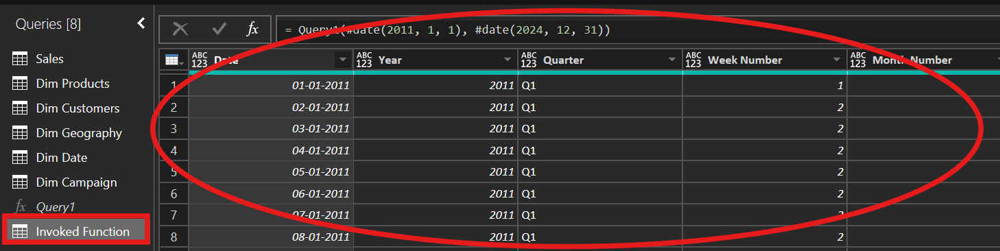 Queries [8]
Sales
Dim Products
Dim Customers
Dim Geography
Dim Date
Dim Campaign
fx Query1
Invoked Function
fx = Query1(#date(2011, 1, 1), #date(2024, 12, 31))
ABC 123 Date ABC 123 Year ABC 123 Quarter ABC 123 Week Number ABC 123 Month Number
1 01-01-2011 2011 Q1 1
2 02-01-2011 2011 Q1 2
3 03-01-2011 2011 Q1 2
4 04-01-2011 2011 Q1 2
5 05-01-2011 2011 Q1 2
6 06-01-2011 2011 Q1 2
7 07-01-2011 2011 Q1 2
8 08-01-2011 2011 Q1 2